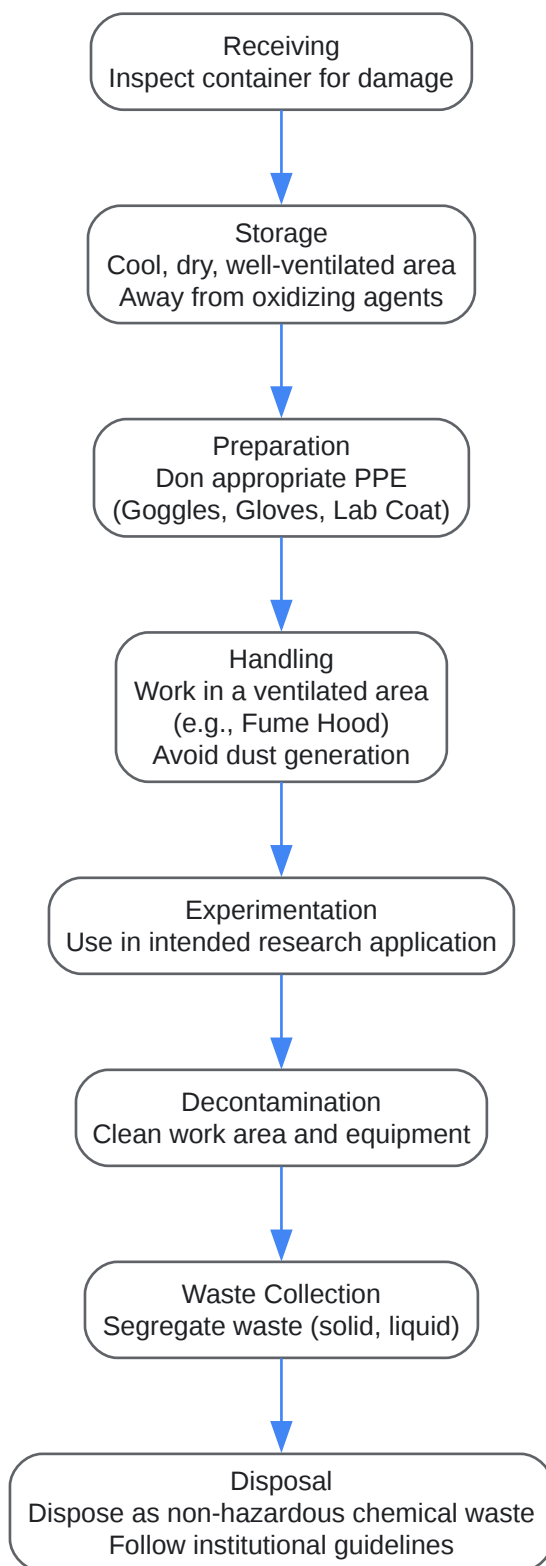 Receiving
Inspect container for damage
Storage
Cool, dry, well-ventilated area
Away from oxidizing agents
Preparation
Don appropriate PPE
(Goggles, Gloves, Lab Coat)
Handling
Work in a ventilated area
(e.g., Fume Hood)
Avoid dust generation
Experimentation
Use in intended research application
Decontamination
Clean work area and equipment
Waste Collection
Segregate waste (solid, liquid)
Disposal
Dispose as non-hazardous chemical waste
Follow institutional guidelines